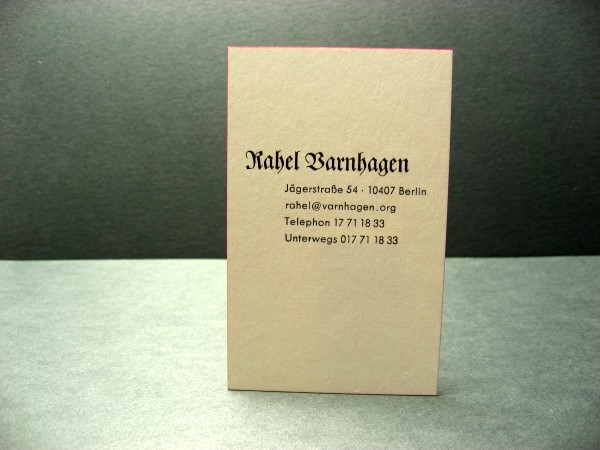 Rahel Varnhagen
Jägerstraße 54 · 10407 Berlin
rahel@varnhagen.org
Telephon 17 71 18 33
Unterwegs 017 71 18 33